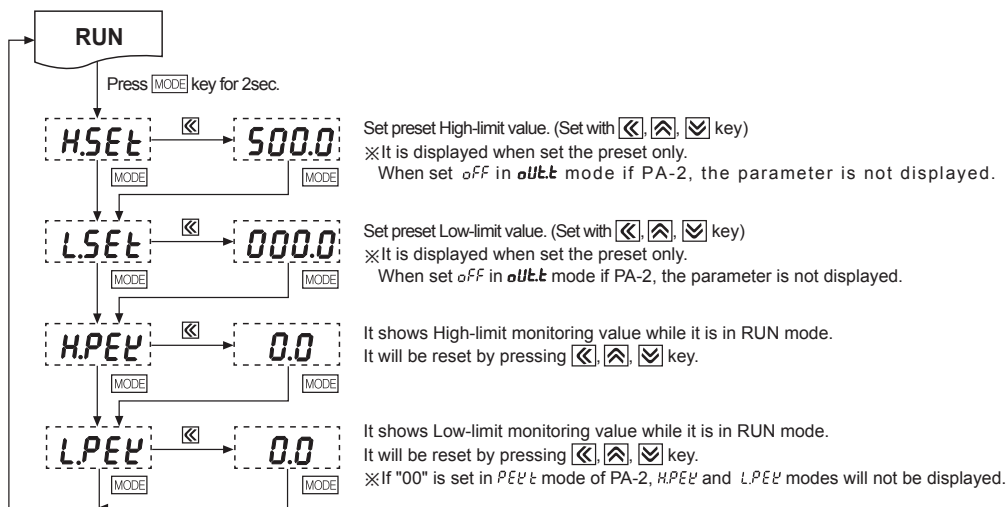 RUN
Press MODE key for 2sec.
H.SEt « 500.0
Set preset High-limit value. (Set with «, ︽, ︾ key)
※It is displayed when set the preset only.
When set oFF in oUt.t mode if PA-2, the parameter is not displayed.
MODE MODE
L.SEt « 000.0
Set preset Low-limit value. (Set with «, ︽, ︾ key)
※It is displayed when set the preset only.
When set oFF in oUt.t mode if PA-2, the parameter is not displayed.
MODE MODE
H.PEK « 0.0
It shows High-limit monitoring value while it is in RUN mode.
It will be reset by pressing «, ︽, ︾ key.
MODE MODE
L.PEK « 0.0
It shows Low-limit monitoring value while it is in RUN mode.
It will be reset by pressing «, ︽, ︾ key.
※If "00" is set in PEK.t mode of PA-2, H.PEK and L.PEK modes will not be displayed.
MODE MODE